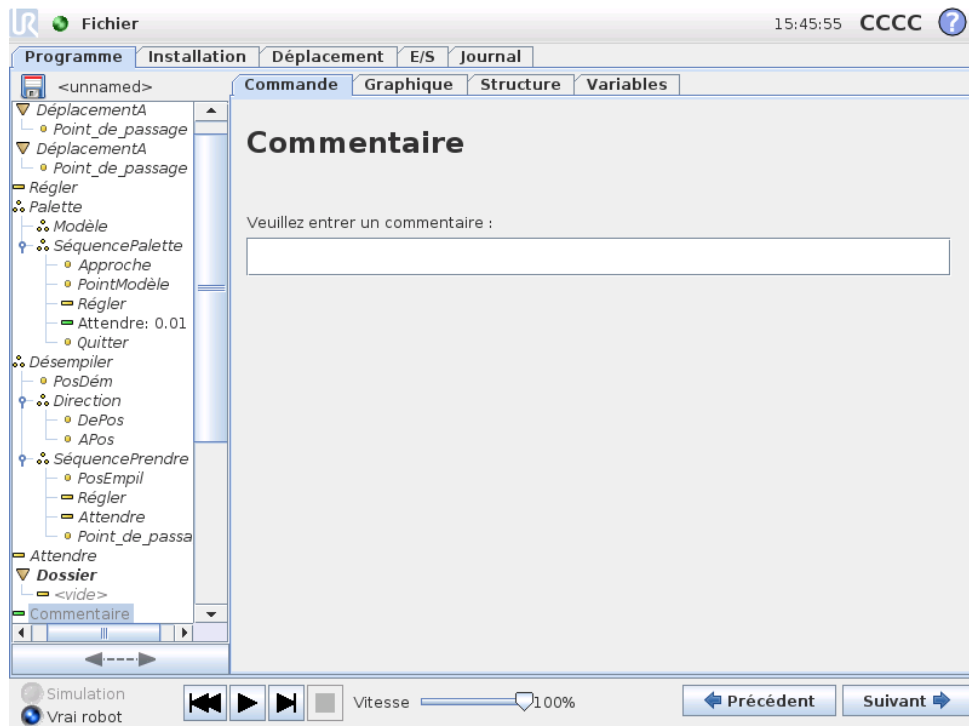 UR Fichier 15:45:55 CCCC ?
Programme Installation Déplacement E/S Journal
<unnamed>
Commande Graphique Structure Variables
DéplacementA
Point_de_passage
DéplacementA
Point_de_passage
Régler
Palette
Modèle
SéquencePalette
Approche
PointModèle
Régler
Attendre: 0.01
Quitter
Désempiler
PosDém
Direction
DePos
APos
SéquencePrendre
PosEmpil
Régler
Attendre
Point_de_passa
Attendre
Dossier
<vide>
Commentaire
Commentaire
Veuillez entrer un commentaire :
Simulation
Vrai robot
Vitesse 100%
Précédent Suivant